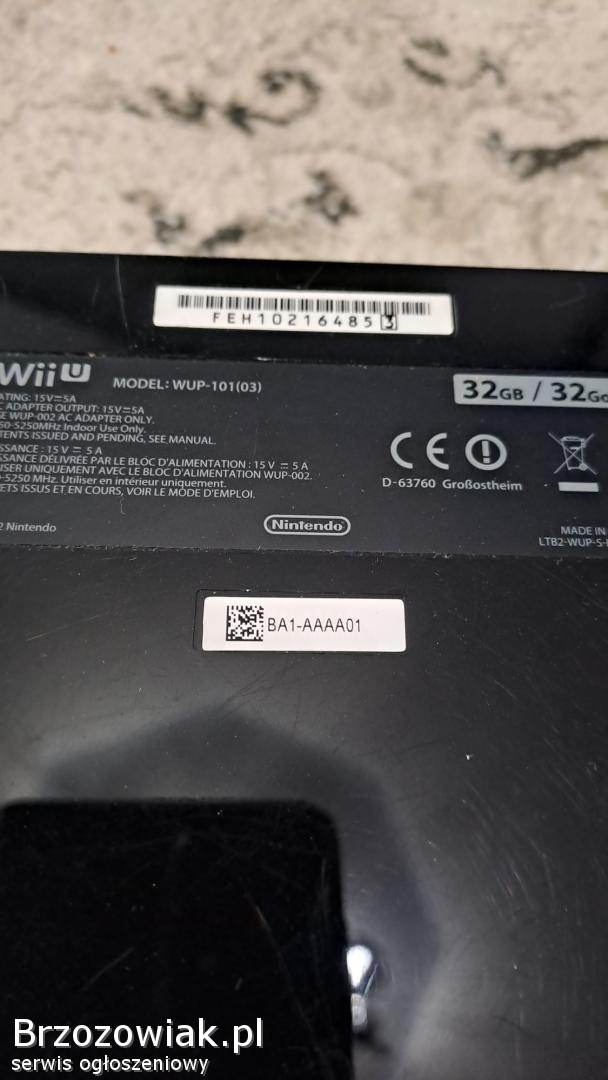 FEH10216485 3
Wii U MODEL: WUP-101(03)
32GB / 32Go
ATING: 15V⎓5A
ADAPTER OUTPUT: 15V⎓5A
WUP-002 AC ADAPTER ONLY.
50-5250MHz Indoor Use Only.
TENTS ISSUED AND PENDING, SEE MANUAL.
SSANCE : 15 V ⎓ 5 A
SSANCE DÉLIVRÉE PAR LE BLOC D'ALIMENTATION : 15 V ⎓ 5 A
ISER UNIQUEMENT AVEC LE BLOC D'ALIMENTATION WUP-002.
-5250 MHz. Utiliser en intérieur uniquement.
ETS ISSUS ET EN COURS, VOIR LE MODE D'EMPLOI.
CE
D-63760 Großostheim
2 Nintendo
Nintendo
MADE IN
LTB2-WUP-S-
BA1-AAAA01
Brzozowiak.pl
serwis ogłoszeniowy